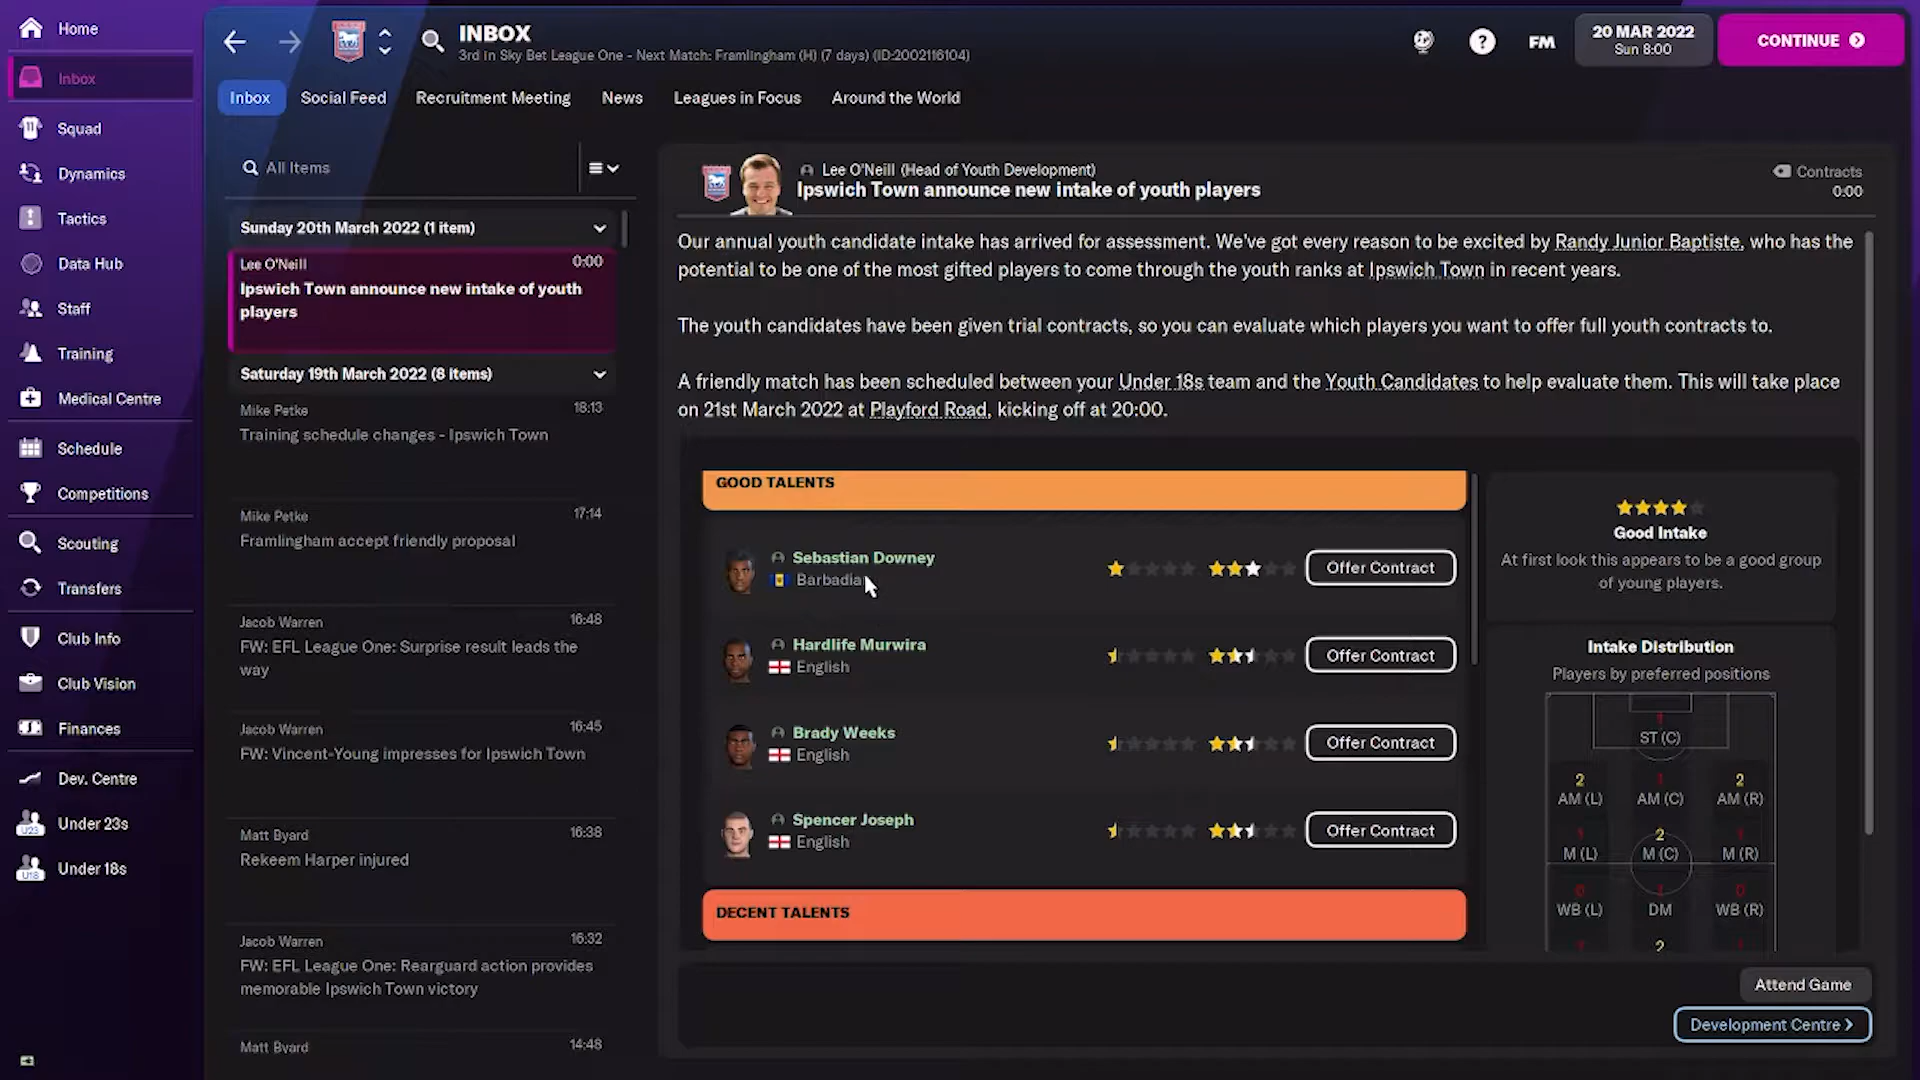 Home
Inbox
Squad
Dynamics
Tactics
Data Hub
Staff
Training
Medical Centre
Schedule
Competitions
Scouting
Transfers
Club Info
Club Vision
Finances
Dev. Centre
U23
Under 23s
U18
Under 18s
INBOX
3rd in Sky Bet League One - Next Match: Framlingham (H) (7 days) (ID:2002116104)
?
FM
20 MAR 2022
Sun 8:00
CONTINUE
Inbox
Social Feed
Recruitment Meeting
News
Leagues in Focus
Around the World
All Items
Sunday 20th March 2022 (1 item)
Lee O'Neill
0:00
Ipswich Town announce new intake of youth
players
Saturday 19th March 2022 (8 items)
Mike Petke
18:13
Training schedule changes - Ipswich Town
Mike Petke
17:14
Framlingham accept friendly proposal
Jacob Warren
16:48
FW: EFL League One: Surprise result leads the
way
Jacob Warren
16:45
FW: Vincent-Young impresses for Ipswich Town
Matt Byard
16:38
Rekeem Harper injured
Jacob Warren
16:32
FW: EFL League One: Rearguard action provides
memorable Ipswich Town victory
Matt Byard
14:48
Lee O'Neill (Head of Youth Development)
Ipswich Town announce new intake of youth players
Contracts
0:00
Our annual youth candidate intake has arrived for assessment. We've got every reason to be excited by Randy Junior Baptiste, who has the
potential to be one of the most gifted players to come through the youth ranks at Ipswich Town in recent years.
The youth candidates have been given trial contracts, so you can evaluate which players you want to offer full youth contracts to.
A friendly match has been scheduled between your Under 18s team and the Youth Candidates to help evaluate them. This will take place
on 21st March 2022 at Playford Road, kicking off at 20:00.
GOOD TALENTS
Sebastian Downey
Barbadian
Offer Contract
Hardlife Murwira
English
Offer Contract
Brady Weeks
English
Offer Contract
Spencer Joseph
English
Offer Contract
DECENT TALENTS
Good Intake
At first look this appears to be a good group
of young players.
Intake Distribution
Players by preferred positions
1
ST (C)
2
1
2
AM (L)
AM (C)
AM (R)
1
2
1
M (L)
M (C)
M (R)
0
1
0
WB (L)
DM
WB (R)
1
2
1
Attend Game
Development Centre